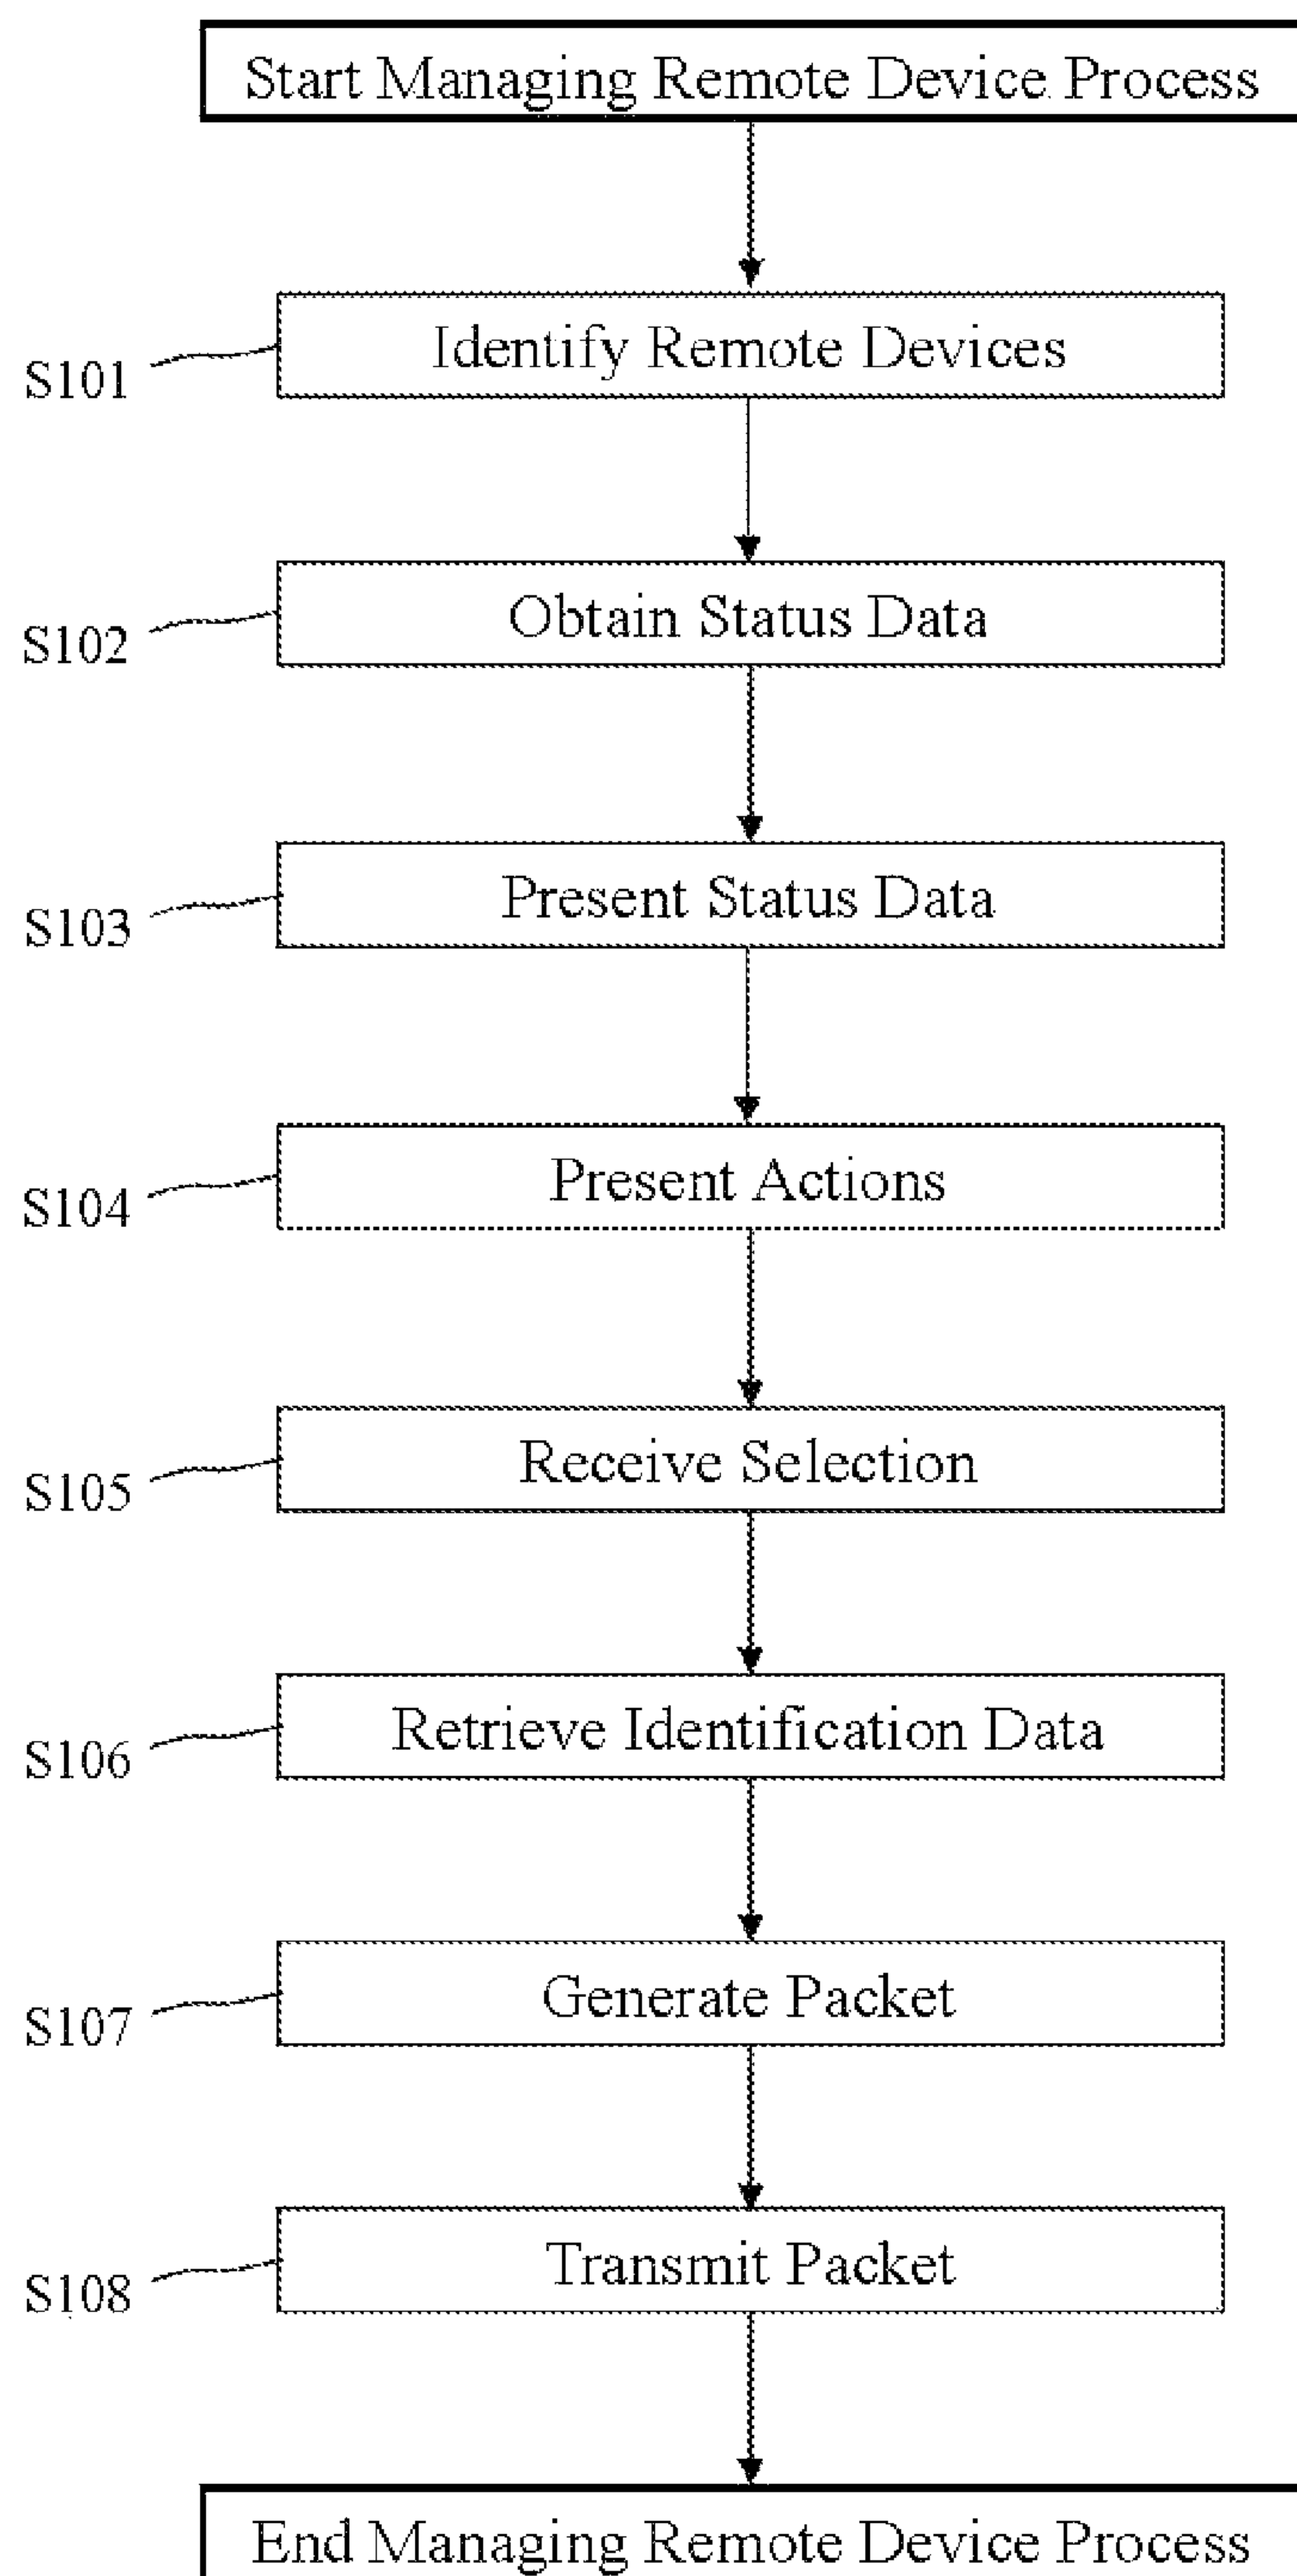 Start Managing Remote Device Process
Identify Remote Devices
S101
Obtain Status Data
S102
Present Status Data
S103
Present Actions
S104
Receive Selection
S105
Retrieve Identification Data
S106
Generate Packet
S107
Transmit Packet
S108
End Managing Remote Device Process